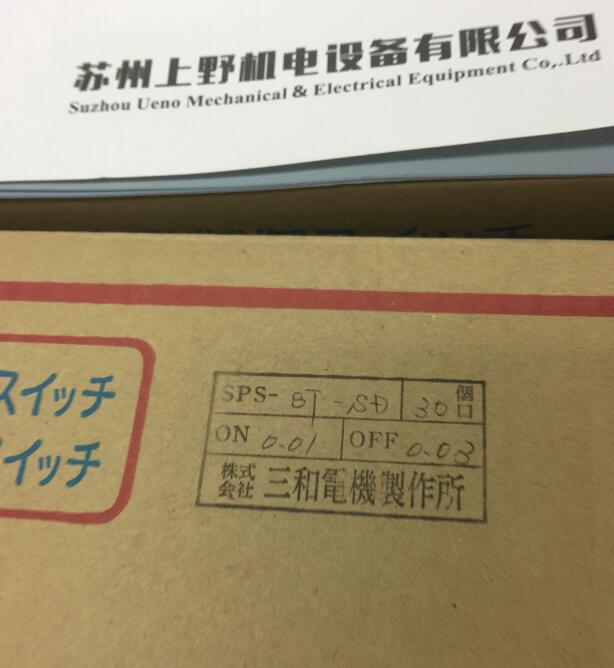 苏州上野机电设备有限公司
Suzhou Ueno Mechanical & Electrical Equipment Co,.Ltd
スイッチ
イッチ
SPS- 8T-SD 30 個口
ON 0.01 OFF 0.03
株式会社 三和電機製作所